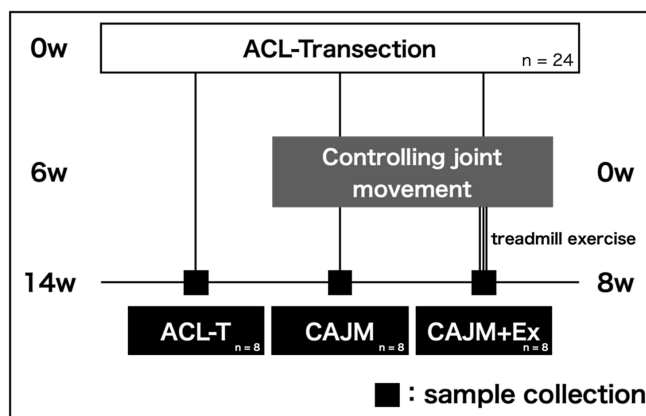 0w
ACL-Transection
n = 24
6w
Controlling joint
movement
0w
treadmill exercise
14w
8w
ACL-T
n = 8
CAJM
n = 8
CAJM+Ex
n = 8
: sample collection